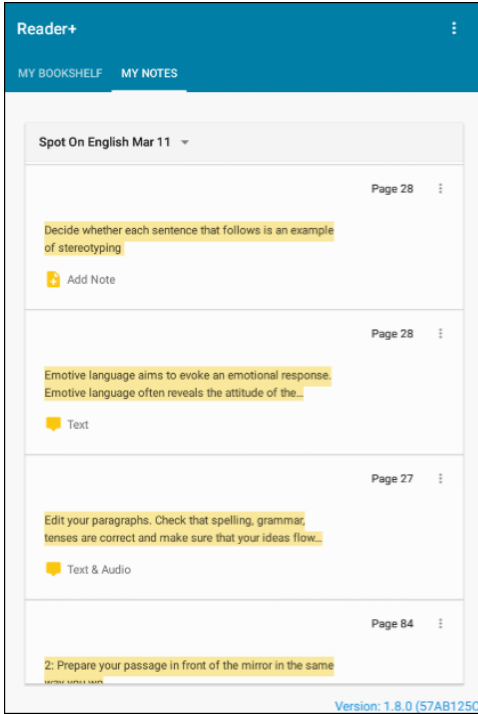 Reader+
MY BOOKSHELF MY NOTES
Spot On English Mar 11
Page 28
Decide whether each sentence that follows is an example
of stereotyping
Add Note
Page 28
Emotive language aims to evoke an emotional response.
Emotive language often reveals the attitude of the...
Text
Page 27
Edit your paragraphs. Check that spelling, grammar,
tenses are correct and make sure that your ideas flow...
Text & Audio
Page 84
2: Prepare your passage in front of the mirror in the same
way you wo
Version: 1.8.0 (57AB125C